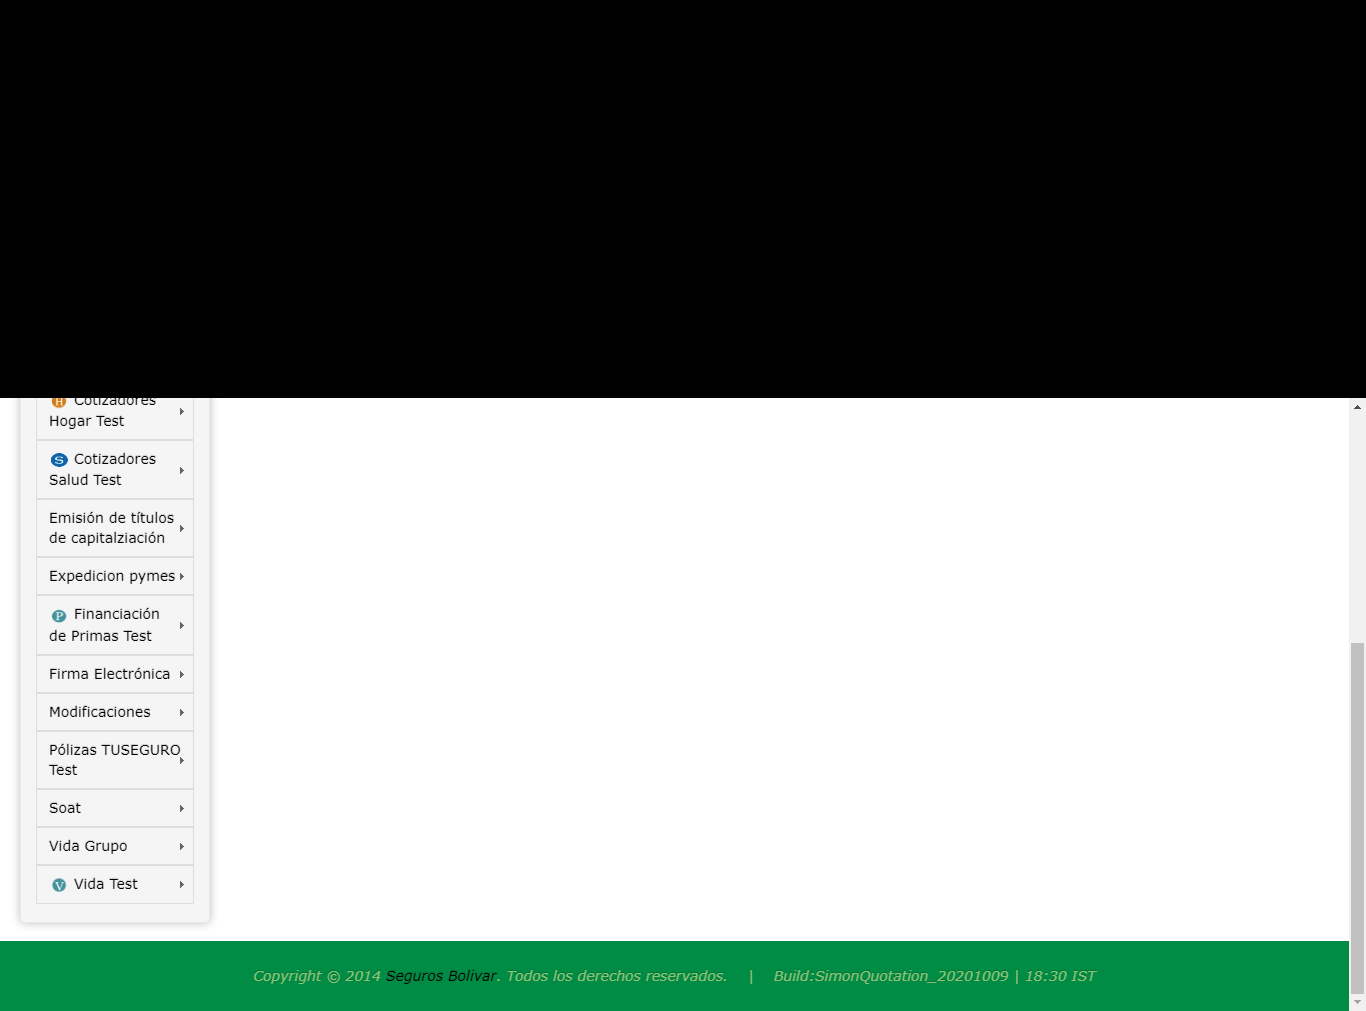 H Cotizadores
Hogar Test
S Cotizadores
Salud Test
Emisión de títulos
de capitalziación
Expedicion pymes
P Financiación
de Primas Test
Firma Electrónica
Modificaciones
Pólizas TUSEGURO
Test
Soat
Vida Grupo
V Vida Test
Copyright © 2014 Seguros Bolivar. Todos los derechos reservados. | Build:SimonQuotation_20201009 | 18:30 IST